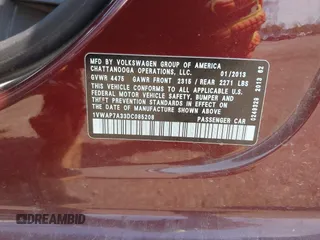 MFD BY VOLKSWAGEN GROUP OF AMERICA
CHATTANOOGA OPERATIONS, LLC. 01/2013
GVWR 4475 GAWR FRONT 2315 / REAR 2271 LBS
THIS VEHICLE CONFORMS TO ALL APPLICABLE
FEDERAL MOTOR VEHICLE SAFETY, BUMPER AND
THEFT PREVENTION STANDARDS IN EFFECT ON THE
DATE OF MANUFACTURE SHOWN ABOVE
1VWAP7A33DC085208 PASSENGER CAR
2013 02
© DREAMBID